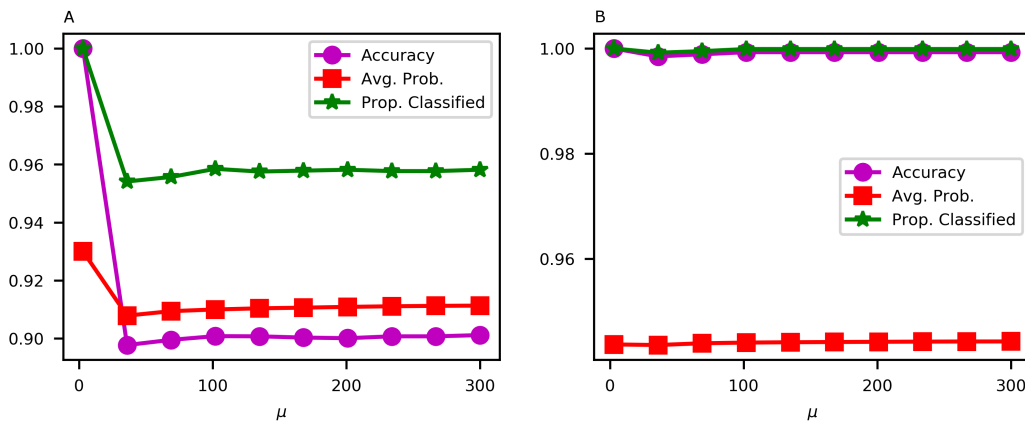 A
1.00
0.98
0.96
0.94
0.92
0.90
0
100
200
300
μ
Accuracy
Avg. Prob.
Prop. Classified
B
1.00
0.98
0.96
0
100
200
300
μ
Accuracy
Avg. Prob.
Prop. Classified